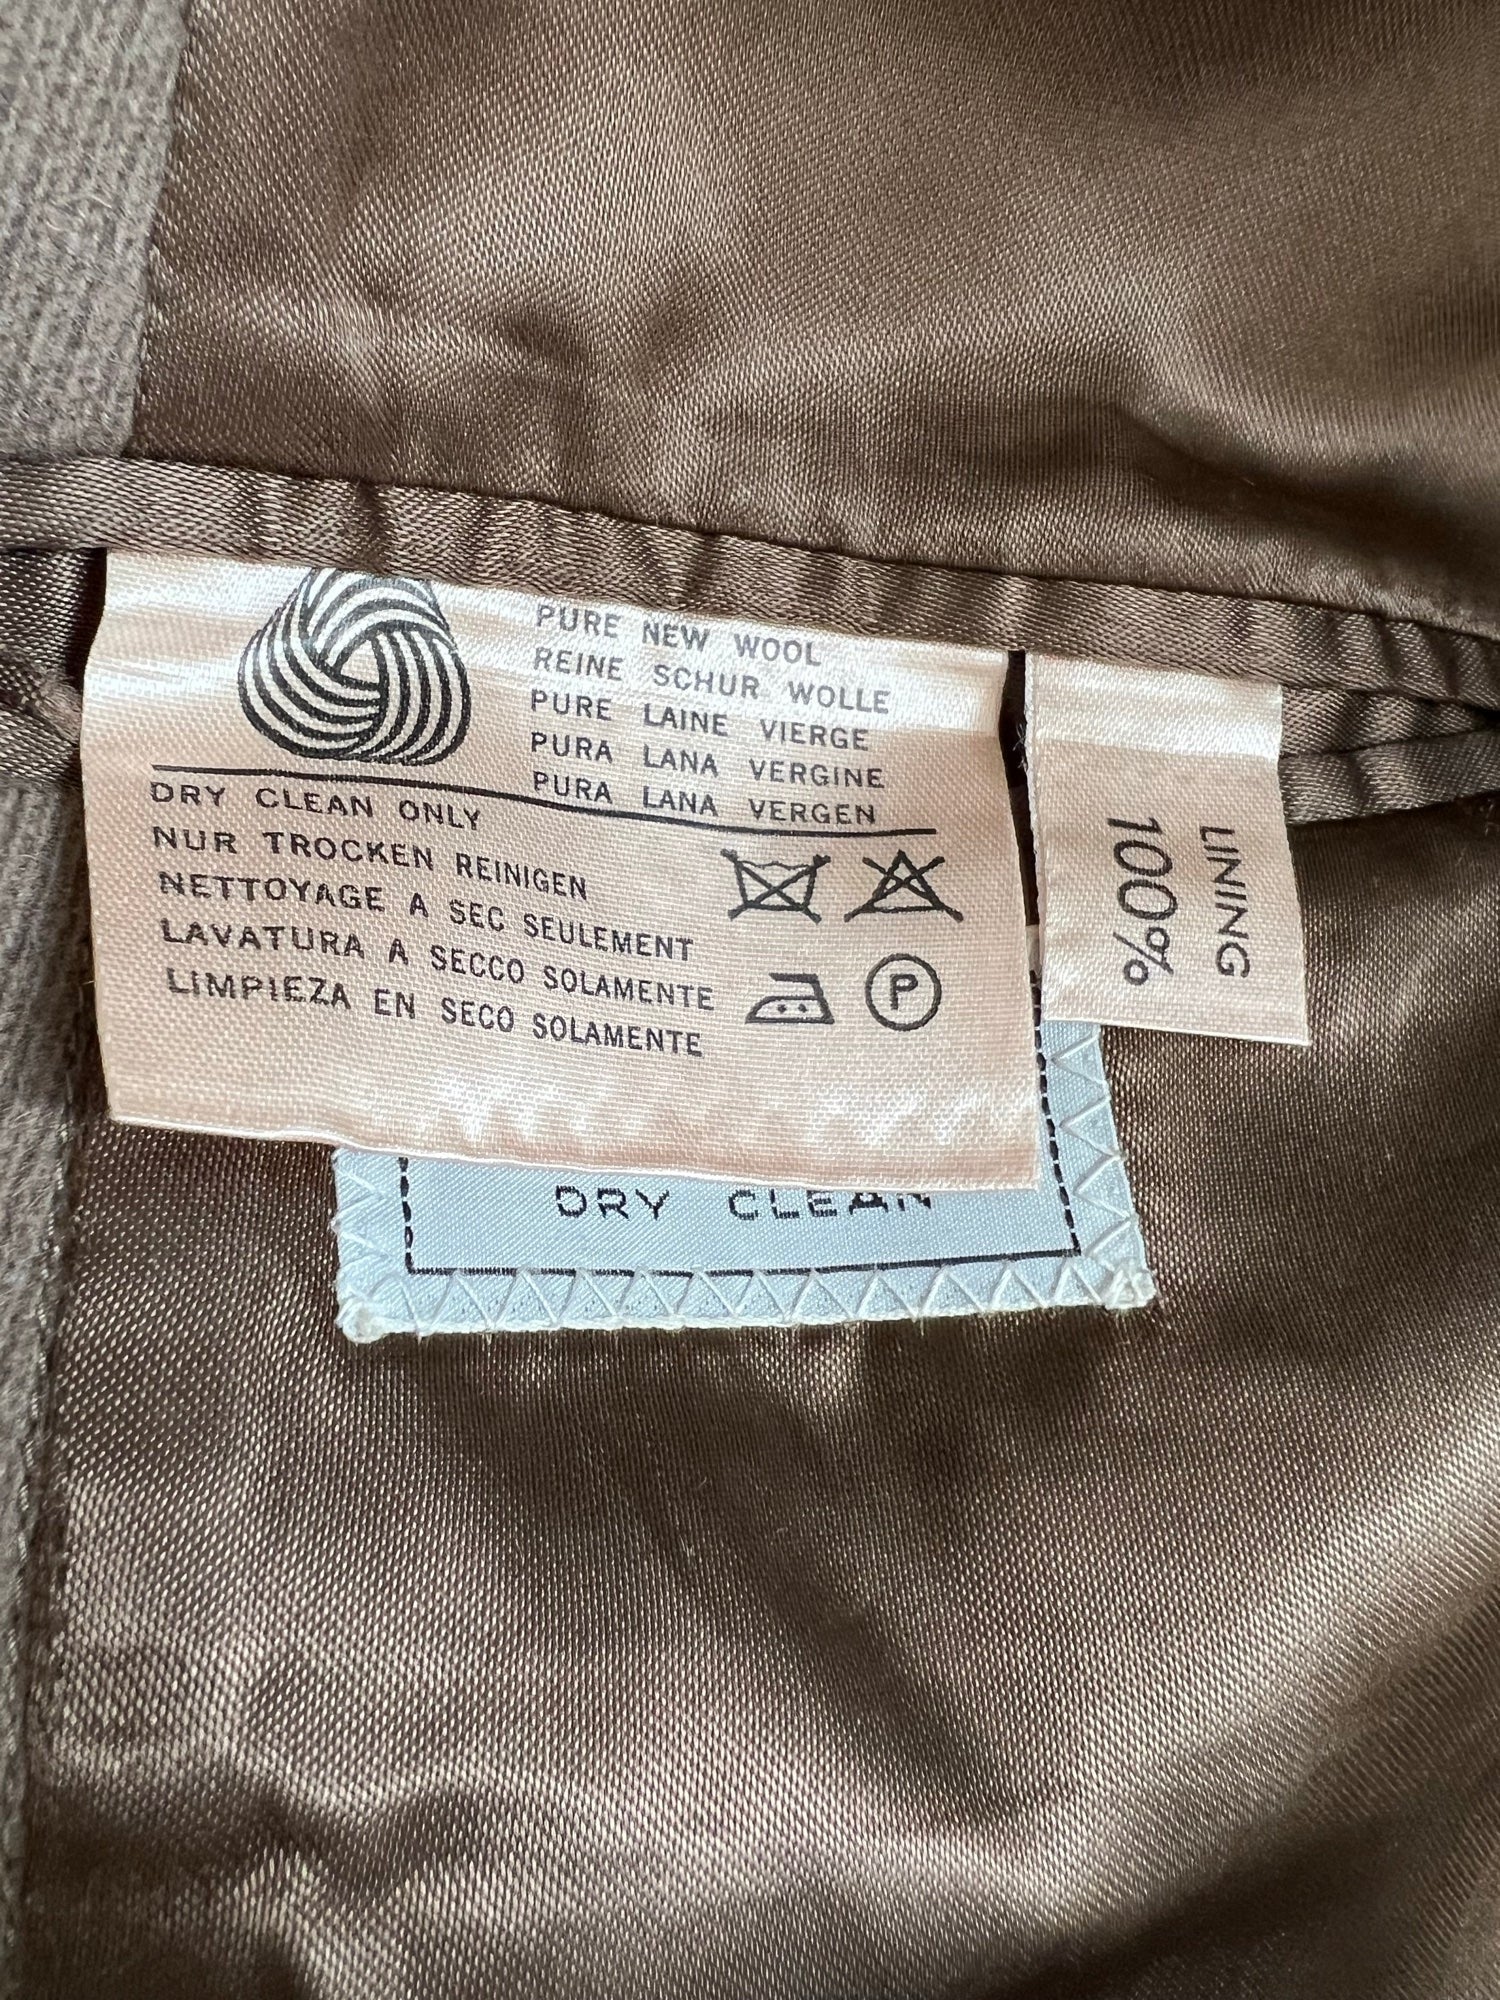 PURE NEW WOOL
REINE SCHUR WOLLE
PURE LAINE VIERGE
PURA LANA VERGINE
PURA LANA VERGEN
DRY CLEAN ONLY
NUR TROCKEN REINIGEN
NETTOYAGE A SEC SEULEMENT
LAVATURA A SECCO SOLAMENTE
LIMPIEZA EN SECO SOLAMENTE
P
LINING
100%
DRY CLEAN